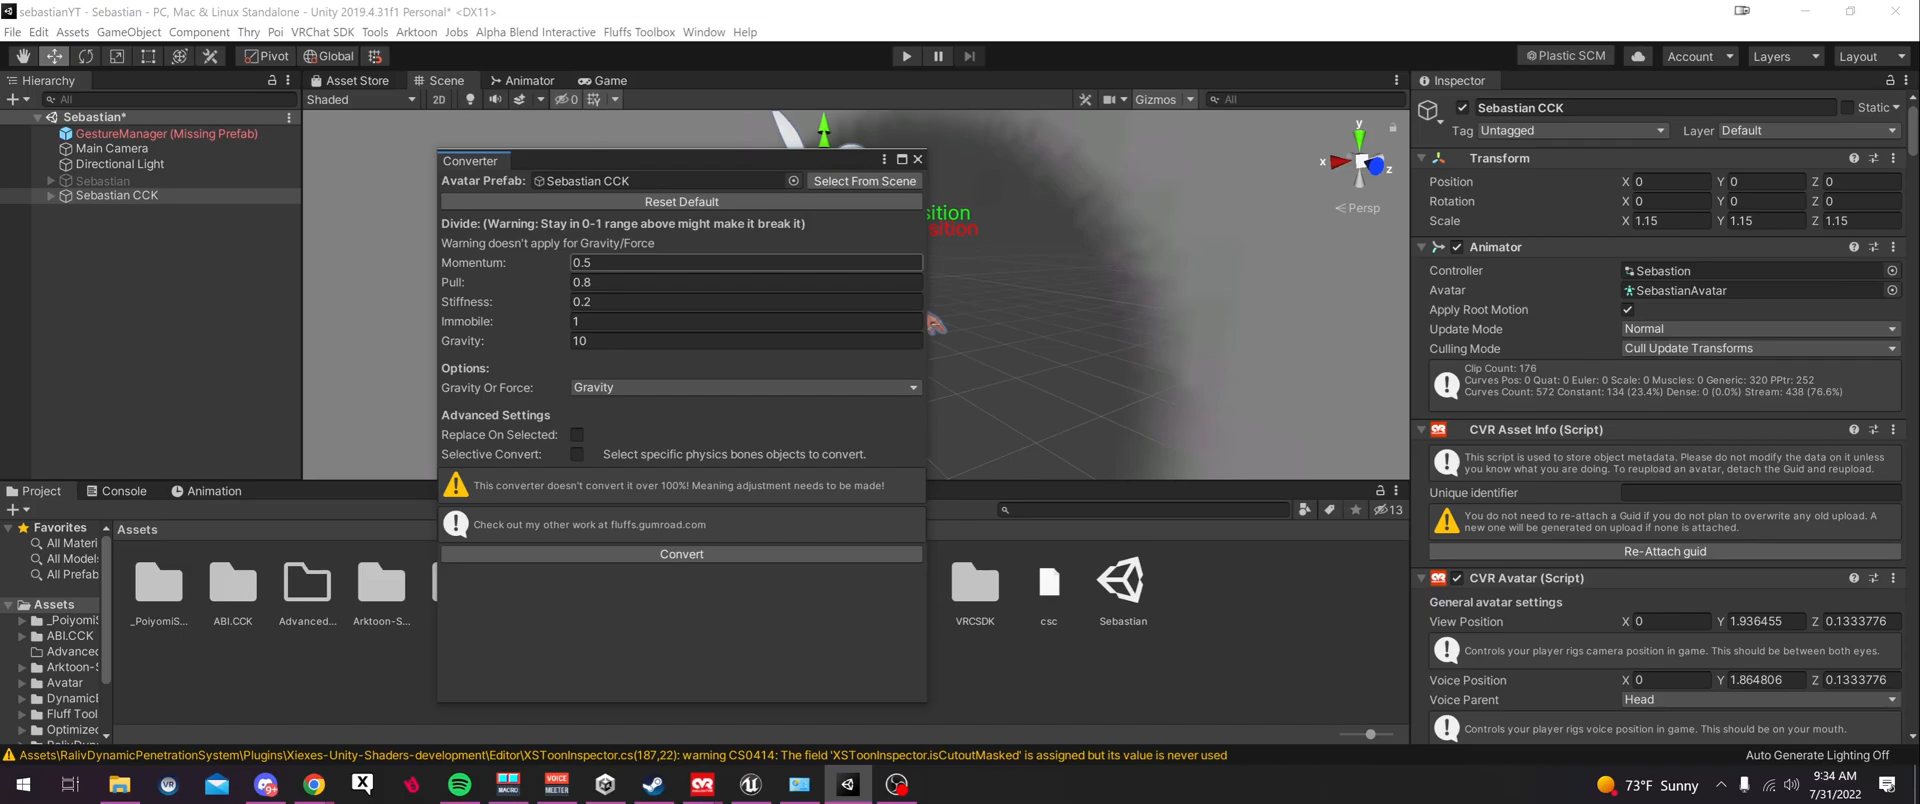 sebastianYT - Sebastian - PC, Mac & Linux Standalone - Unity 2019.4.31f1 Personal* <DX11>
File Edit Assets GameObject Component Thry Poi VRChat SDK Tools Arktoon Jobs Alpha Blend Interactive Fluffs Toolbox Window Help
Pivot Global Plastic SCM Account Layers Layout
Hierarchy Asset Store Scene Animator Game Inspector
All Shaded 2D 0 Gizmos All
Sebastian*
GestureManager (Missing Prefab)
Main Camera
Directional Light
Sebastian
Sebastian CCK
y
x
z
Persp
sition
sition
Converter
Avatar Prefab: Sebastian CCK Select From Scene
Reset Default
Divide: (Warning: Stay in 0-1 range above might make it break it)
Warning doesn't apply for Gravity/Force
Momentum: 0.5
Pull: 0.8
Stiffness: 0.2
Immobile: 1
Gravity: 10
Options:
Gravity Or Force: Gravity
Advanced Settings
Replace On Selected:
Selective Convert: Select specific physics bones objects to convert.
This converter doesn't convert it over 100%! Meaning adjustment needs to be made!
Check out my other work at fluffs.gumroad.com
Convert
Sebastian CCK Static
Tag Untagged Layer Default
Transform
Position X 0 Y 0 Z 0
Rotation X 0 Y 0 Z 0
Scale X 1.15 Y 1.15 Z 1.15
Animator
Controller Sebastion
Avatar SebastianAvatar
Apply Root Motion
Update Mode Normal
Culling Mode Cull Update Transforms
Clip Count: 176
Curves Pos: 0 Quat: 0 Euler: 0 Scale: 0 Muscles: 0 Generic: 320 PPtr: 252
Curves Count: 572 Constant: 134 (23.4%) Dense: 0 (0.0%) Stream: 438 (76.6%)
CVR Asset Info (Script)
This script is used to store object metadata. Please do not modify the data on it unless
you know what you are doing. To reupload an avatar, detach the Guid and reupload.
Unique identifier
You do not need to re-attach a Guid if you do not plan to overwrite any old upload. A
new one will be generated on upload if none is attached.
Re-Attach guid
CVR Avatar (Script)
General avatar settings
View Position X 0 Y 1.936455 Z 0.1333776
Controls your player rigs camera position in game. This should be between both eyes.
Voice Position X 0 Y 1.864806 Z 0.1333776
Voice Parent Head
Controls your player rigs voice position in game. This should be on your mouth.
Project Console Animation
13
Favorites
All Materi
All Models
All Prefab
Assets
_PoiyomiS
ABI.CCK
Advanced
Arktoon-S
Avatar
DynamicE
Fluff Tool
Optimized
Assets
_PoiyomiS... ABI.CCK Advanced... Arktoon-S... VRCSDK csc Sebastian
Assets\RalivDynamicPenetrationSystem\Plugins\Xiexes-Unity-Shaders-development\Editor\XSToonInspector.cs(187,22): warning CS0414: The field 'XSToonInspector.isCutoutMasked' is assigned but its value is never used
Auto Generate Lighting Off
9+ MACRO VOICE MEETER 73°F Sunny 9:34 AM
7/31/2022